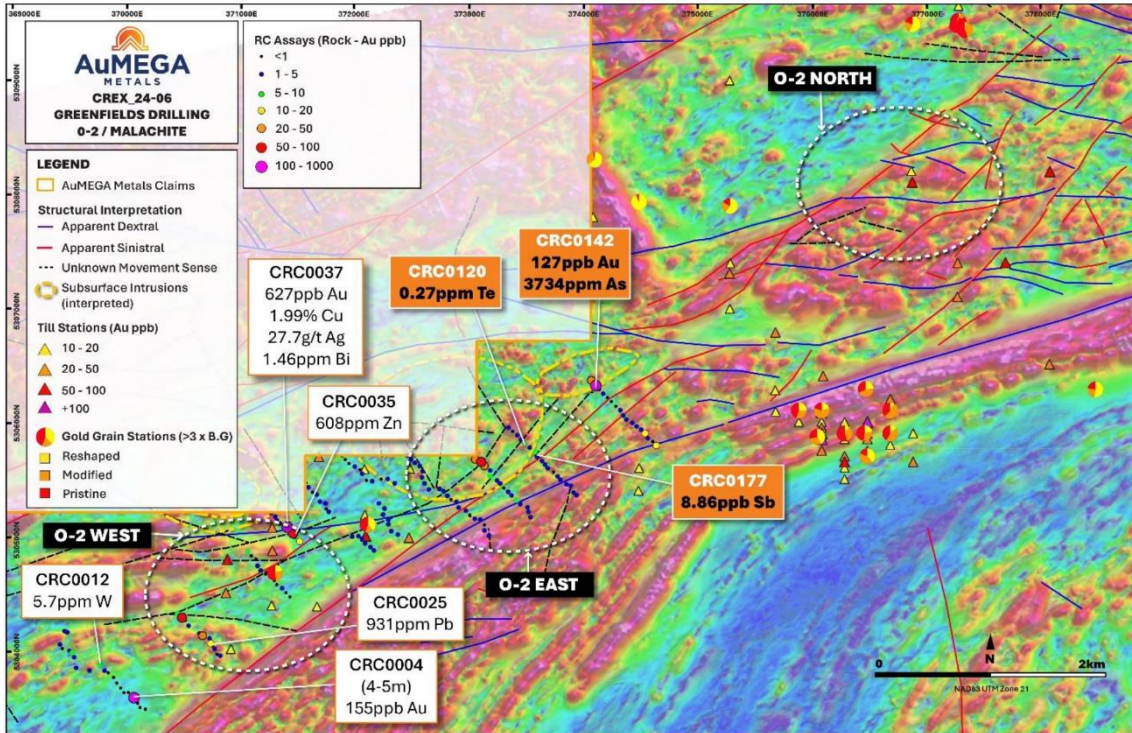 369000E
370000E
371000E
372000E
373000E
374000E
375000E
376000E
377000E
378000E
5309000N
5308000N
5307000N
5306000N
5305000N
5304000N
AuMEGA
METALS
CREX_24-06
GREENFIELDS DRILLING
0-2 / MALACHITE
RC Assays (Rock - Au ppb)
<1
1 - 5
5 - 10
10 - 20
20 - 50
50 - 100
100 - 1000
LEGEND
AuMEGA Metals Claims
Structural Interpretation
Apparent Dextral
Apparent Sinistral
Unknown Movement Sense
Subsurface Intrusions
(interpreted)
Till Stations (Au ppb)
10 - 20
20 - 50
50 - 100
+100
Gold Grain Stations (>3 x B.G)
Reshaped
Modified
Pristine
O-2 NORTH
CRC0142
127ppb Au
3734ppm As
CRC0120
0.27ppm Te
CRC0037
627ppb Au
1.99% Cu
27.7g/t Ag
1.46ppm Bi
CRC0035
608ppm Zn
CRC0177
8.86ppb Sb
O-2 WEST
O-2 EAST
CRC0012
5.7ppm W
CRC0025
931ppm Pb
CRC0004
(4-5m)
155ppb Au
N
0
2km
NAD83 UTM Zone 21